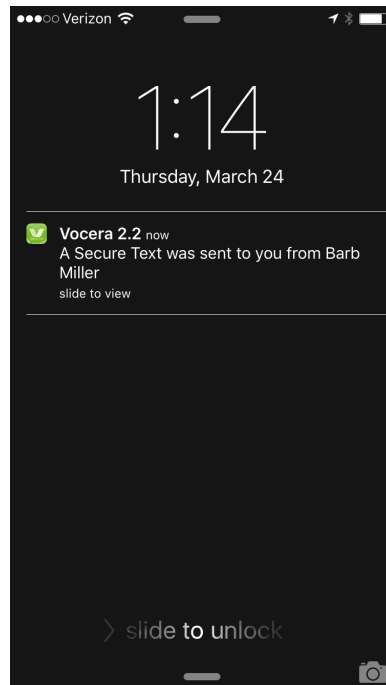 Verizon
1:14
Thursday, March 24
Vocera 2.2 now
A Secure Text was sent to you from Barb
Miller
slide to view
slide to unlock